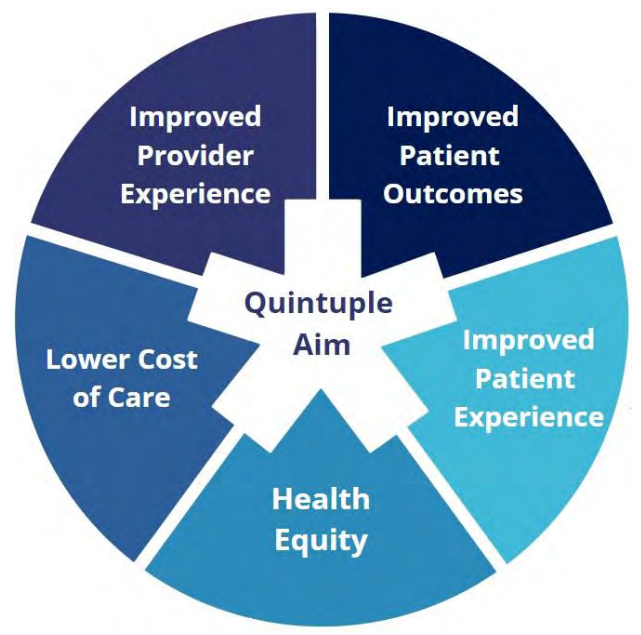 Improved
Provider
Experience
Improved
Patient
Outcomes
Quintuple
Aim
Lower Cost
of Care
Improved
Patient
Experience
Health
Equity